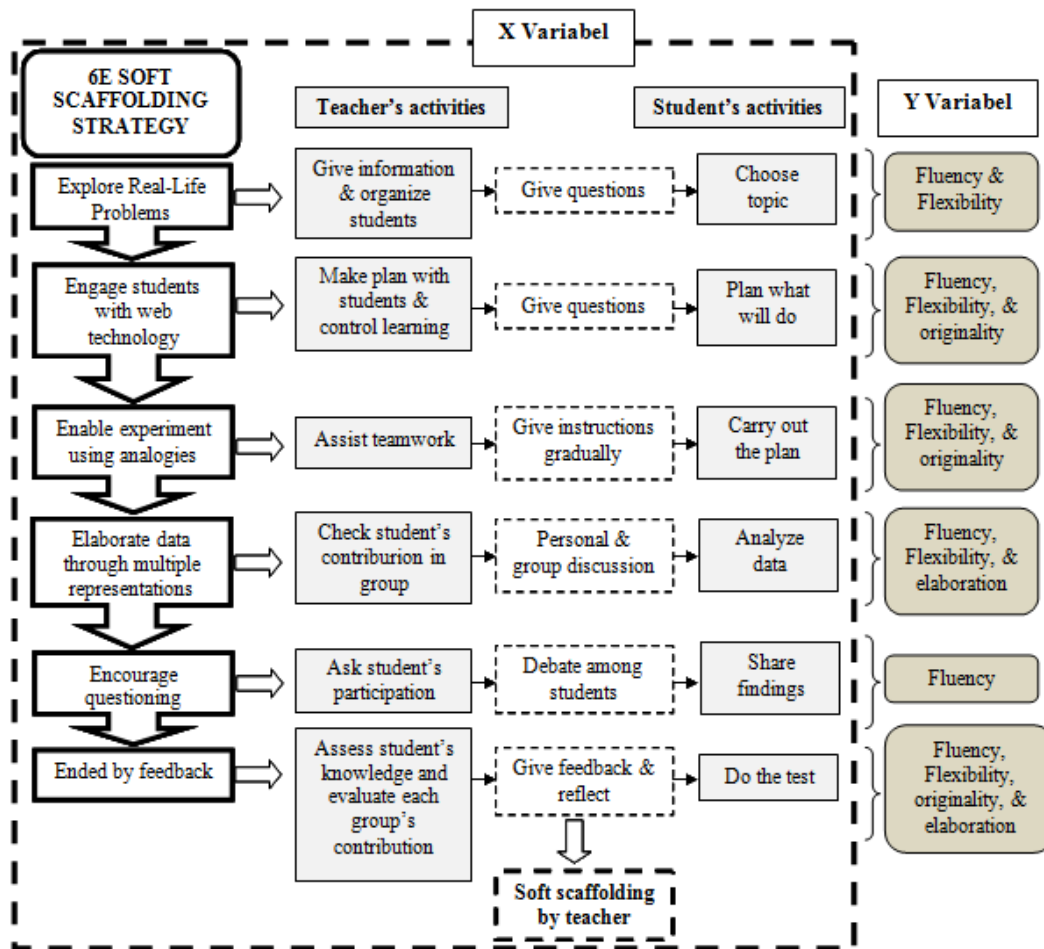 X Variabel
6E SOFT
SCAFFOLDING
STRATEGY
Teacher's activities
Student's activities
Y Variabel
Explore Real-Life
Problems
Give information
& organize
students
Give questions
Choose
topic
Fluency &
Flexibility
Engage students
with web
technology
Make plan with
students &
control learning
Give questions
Plan what
will do
Fluency,
Flexibility, &
originality
Enable experiment
using analogies
Assist teamwork
Give instructions
gradually
Carry out
the plan
Fluency,
Flexibility, &
originality
Elaborate data
through multiple
representations
Check student's
contriburion in
group
Personal &
group discussion
Analyze
data
Fluency,
Flexibility, &
elaboration
Encourage
questioning
Ask student's
participation
Debate among
students
Share
findings
Fluency
Ended by feedback
Assess student's
knowledge and
evaluate each
group's
contribution
Give feedback &
reflect
Do the test
Fluency,
Flexibility,
originality, &
elaboration
Soft scaffolding
by teacher